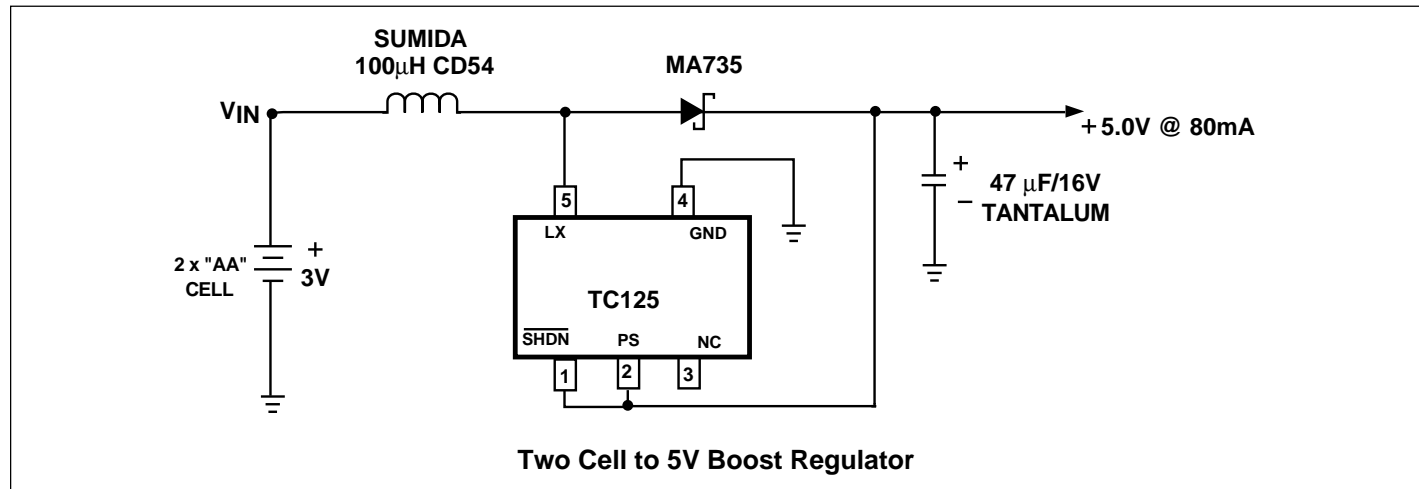 SUMIDA
100μH CD54
MA735
VIN
+5.0V @ 80mA
+
47 μF/16V
–
TANTALUM
5
4
LX
GND
2 x "AA"
CELL
+
3V
TC125
SHDN
PS
NC
1
2
3
Two Cell to 5V Boost Regulator